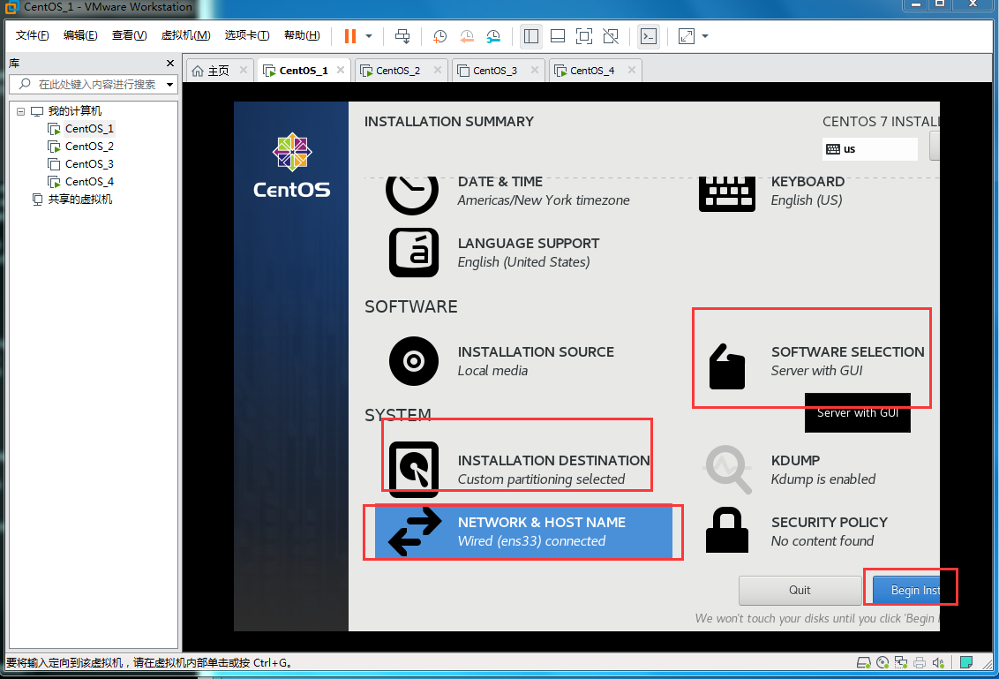 CentOS_1 - VMware Workstation
文件(F) 编辑(E) 查看(V) 虚拟机(M) 选项卡(T) 帮助(H)
库
在此处键入内容进行搜索
我的计算机
CentOS_1
CentOS_2
CentOS_3
CentOS_4
共享的虚拟机
主页 CentOS_1 CentOS_2 CentOS_3 CentOS_4
CentOS
INSTALLATION SUMMARY
CENTOS 7 INSTALL
us
DATE & TIME
Americas/New York timezone
KEYBOARD
English (US)
LANGUAGE SUPPORT
English (United States)
SOFTWARE
INSTALLATION SOURCE
Local media
SOFTWARE SELECTION
Server with GUI
Server with GUI
SYSTEM
INSTALLATION DESTINATION
Custom partitioning selected
KDUMP
Kdump is enabled
NETWORK & HOST NAME
Wired (ens33) connected
SECURITY POLICY
No content found
Quit
Begin Inst
We won't touch your disks until you click 'Begin
要将输入定向到该虚拟机，请在虚拟机内部单击或按 Ctrl+G。